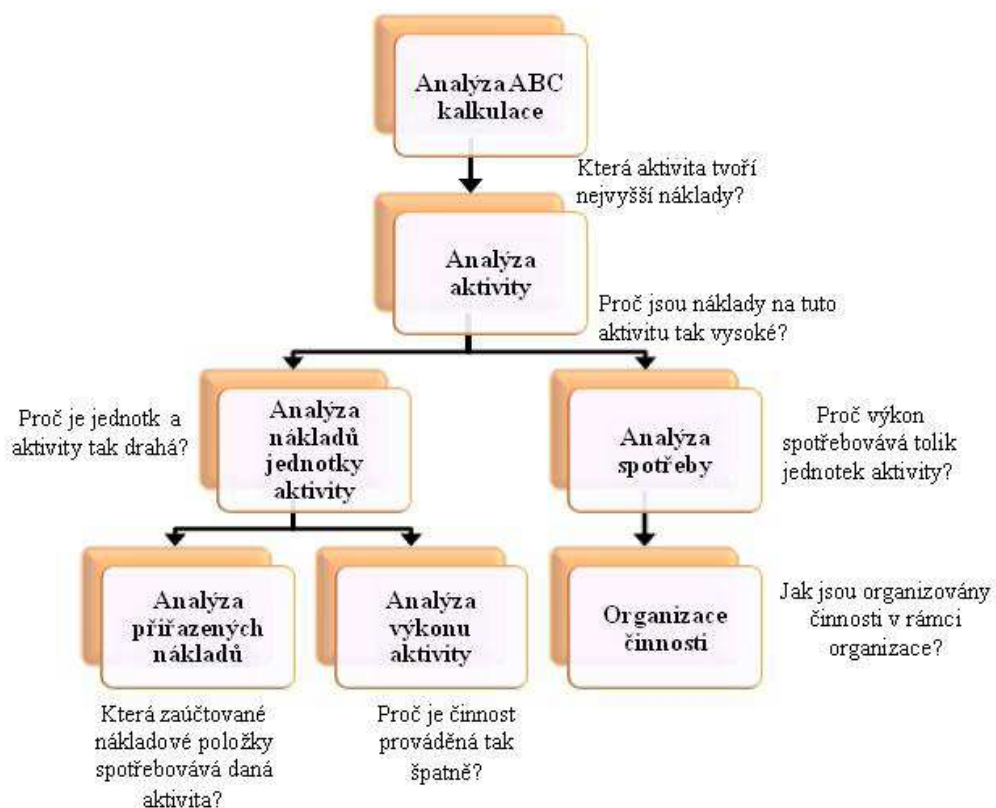 Analýza ABC
kalkulace
Která aktivita tvoří
nejvyšší náklady?
Analýza
aktivity
Proč jsou náklady na tuto
aktivitu tak vysoké?
Proč je jednotk a
aktivity tak drahá?
Analýza
nákladů
jednotky
aktivity
Analýza
spotřeby
Proč výkon
spotřebovává tolik
jednotek aktivity?
Analýza
přiřazených
nákladů
Analýza
výkonu
aktivity
Organizace
činnosti
Jak jsou organizovány
činnosti v rámci
organizace?
Která zaúčtované
nákladové položky
spotřebovává daná
aktivita?
Proč je činnost
prováděná tak
špatně?